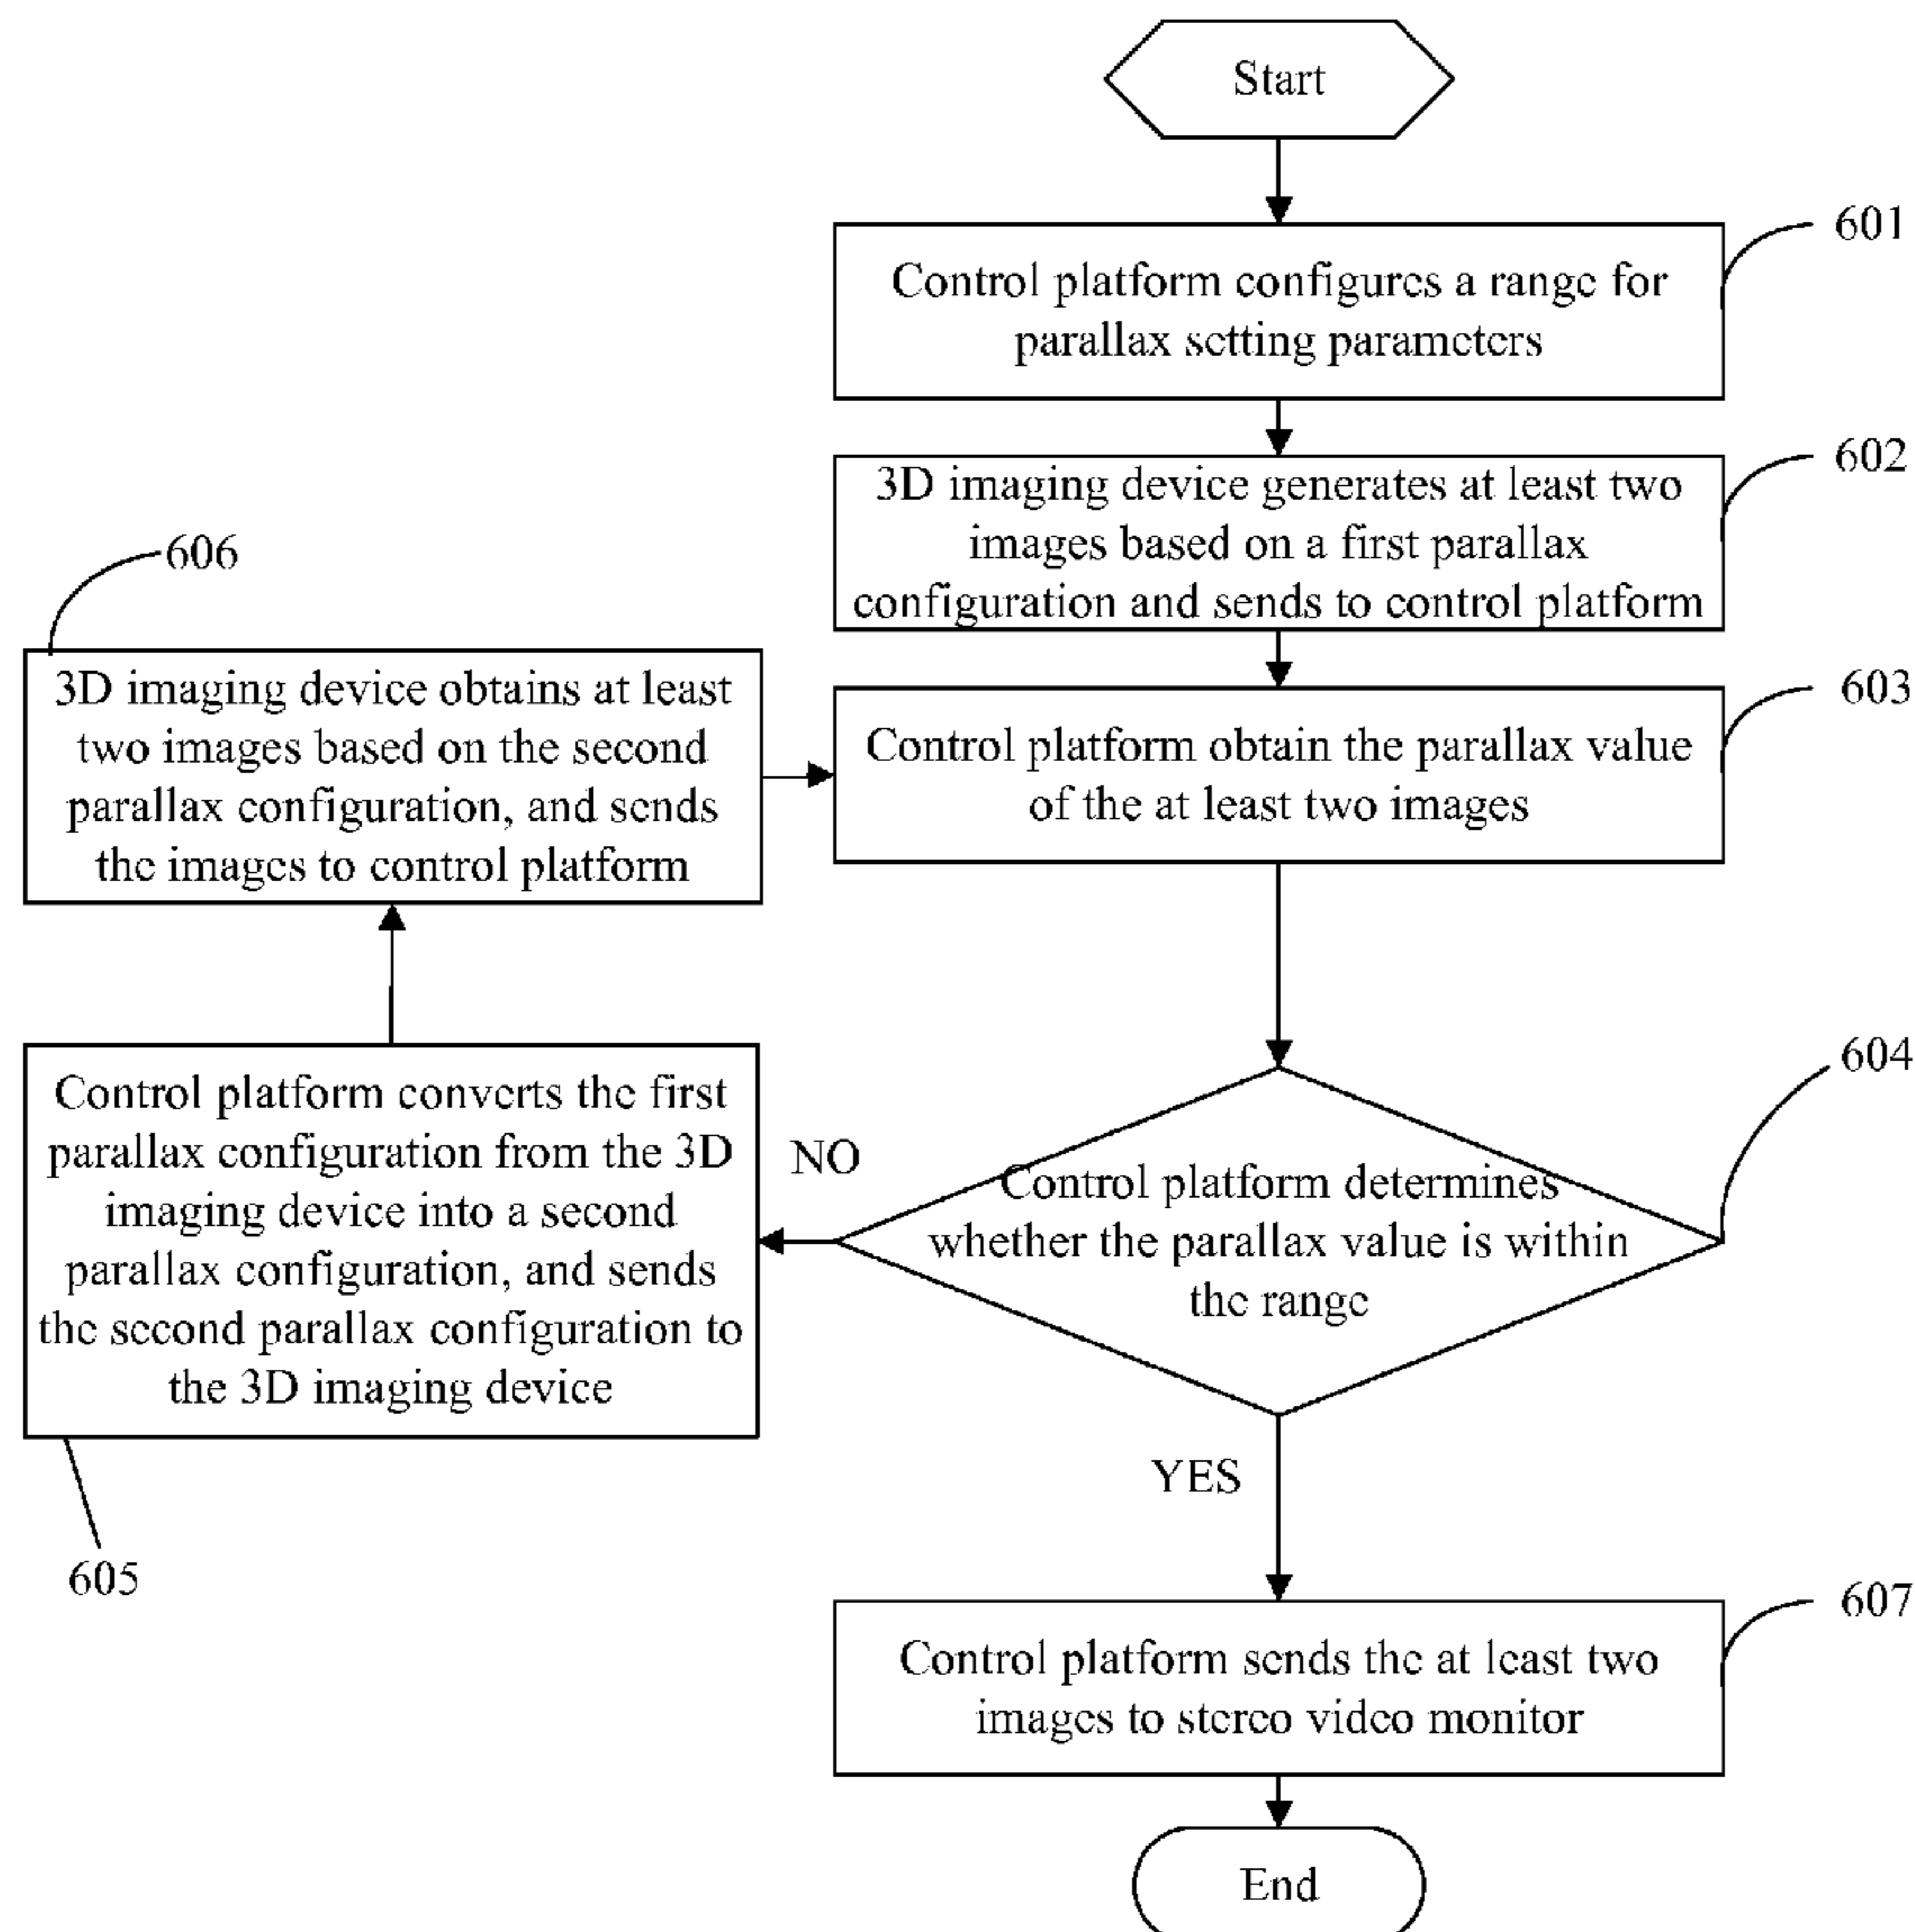 Start
601
Control platform configures a range for
parallax setting parameters
602
3D imaging device generates at least two
images based on a first parallax
configuration and sends to control platform
606
3D imaging device obtains at least
two images based on the second
parallax configuration, and sends
the images to control platform
603
Control platform obtain the parallax value
of the at least two images
604
Control platform determines
whether the parallax value is within
the range
NO
Control platform converts the first
parallax configuration from the 3D
imaging device into a second
parallax configuration, and sends
the second parallax configuration to
the 3D imaging device
605
YES
607
Control platform sends the at least two
images to stereo video monitor
End